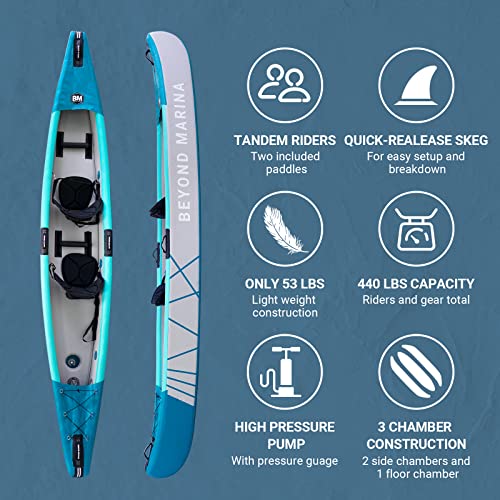 BM
BEYOND MARINA
TANDEM RIDERS
Two included
paddles
QUICK-REALEASE SKEG
For easy setup and
breakdown
ONLY 53 LBS
Light weight
construction
440 LBS CAPACITY
Riders and gear total
HIGH PRESSURE
PUMP
With pressure guage
3 CHAMBER
CONSTRUCTION
2 side chambers and
1 floor chamber